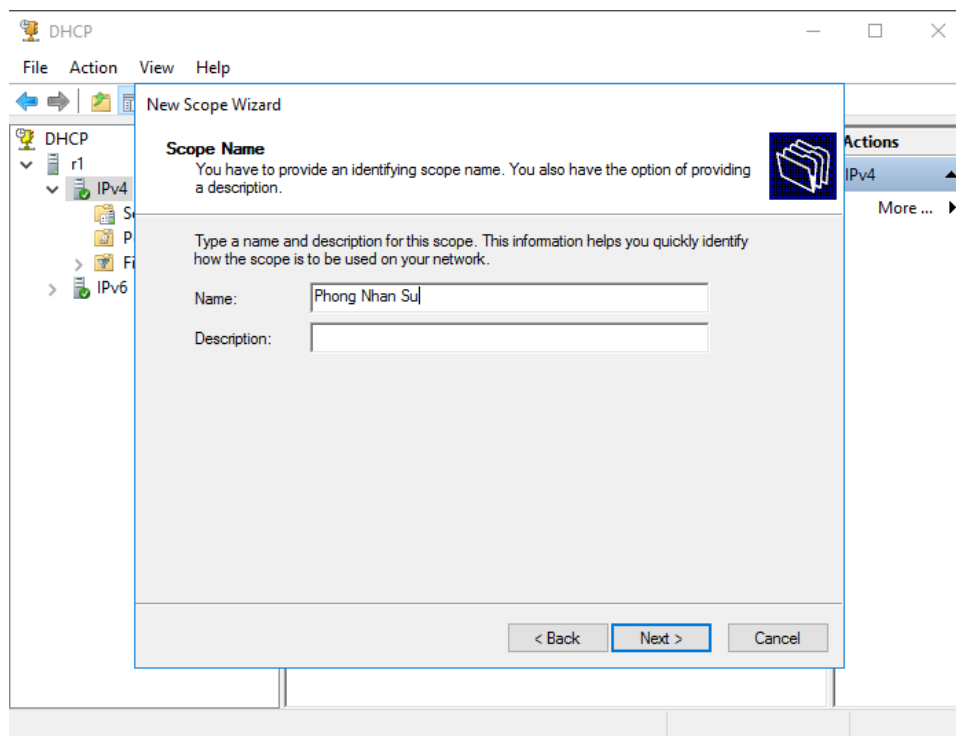 DHCP
File Action View Help
New Scope Wizard
Scope Name
You have to provide an identifying scope name. You also have the option of providing
a description.
DHCP
r1
IPv4
IPv6
Type a name and description for this scope. This information helps you quickly identify
how the scope is to be used on your network.
Name: Phong Nhan Su
Description:
< Back Next > Cancel
Actions
IPv4
More ...